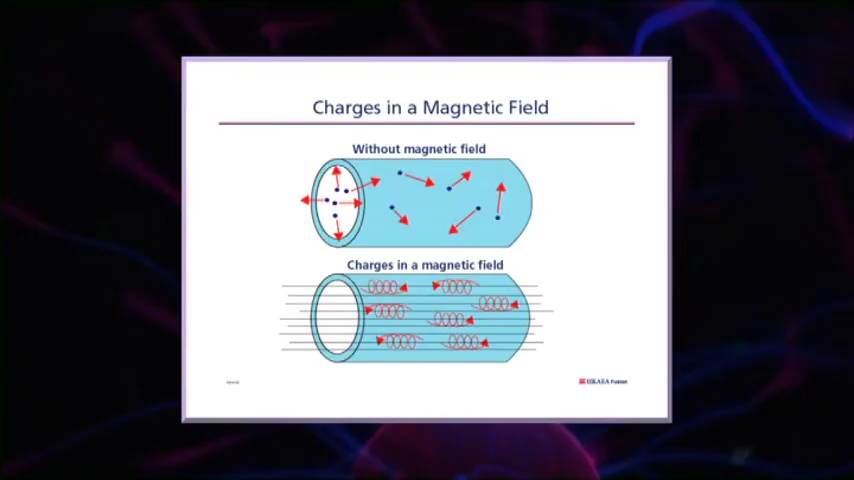 Charges in a Magnetic Field
Without magnetic field
Charges in a magnetic field
UKAEA Fusion